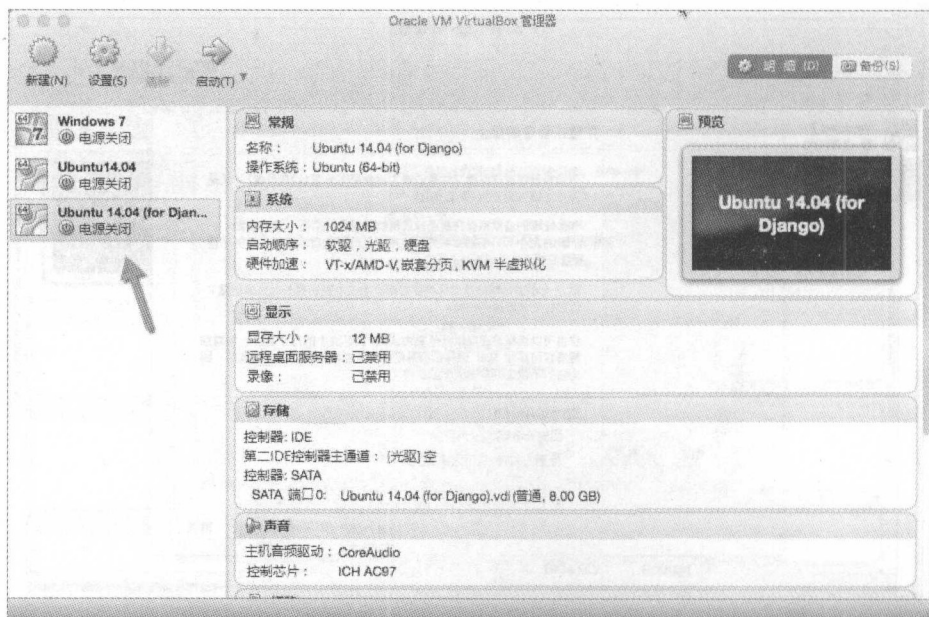 Oracle VM VirtualBox 管理器
新建(N)
设置(S)
清除
启动(T)
明细(D)
备份(S)
Windows 7
电源关闭
Ubuntu14.04
电源关闭
Ubuntu 14.04 (for Djan...
电源关闭
常规
名称： Ubuntu 14.04 (for Django)
操作系统：Ubuntu (64-bit)
系统
内存大小： 1024 MB
启动顺序： 软驱，光驱，硬盘
硬件加速： VT-x/AMD-V,嵌套分页, KVM 半虚拟化
预览
Ubuntu 14.04 (for
Django)
显示
显存大小： 12 MB
远程桌面服务器：已禁用
录像： 已禁用
存储
控制器: IDE
第二IDE控制器主通道： [光驱] 空
控制器: SATA
SATA 端口0: Ubuntu 14.04 (for Django).vdi (普通, 8.00 GB)
声音
主机音频驱动：CoreAudio
控制芯片： ICH AC97